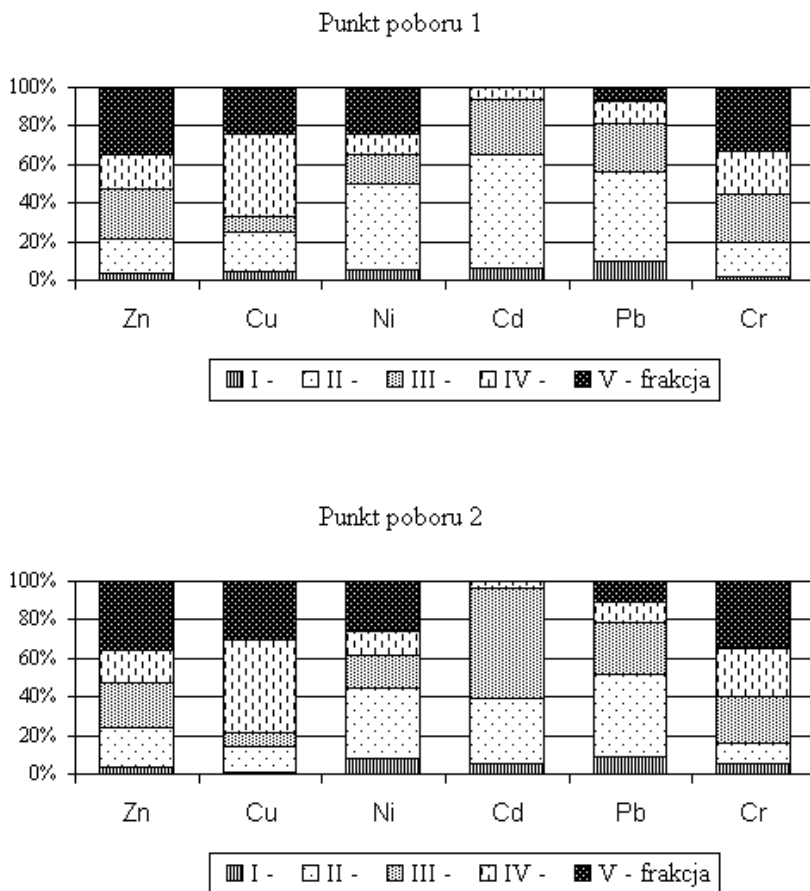 Punkt poboru 1
100%
80%
60%
40%
20%
0%
Zn Cu Ni Cd Pb Cr
I - II - III - IV - V - frakcja
Punkt poboru 2
100%
80%
60%
40%
20%
0%
Zn Cu Ni Cd Pb Cr
I - II - III - IV - V - frakcja